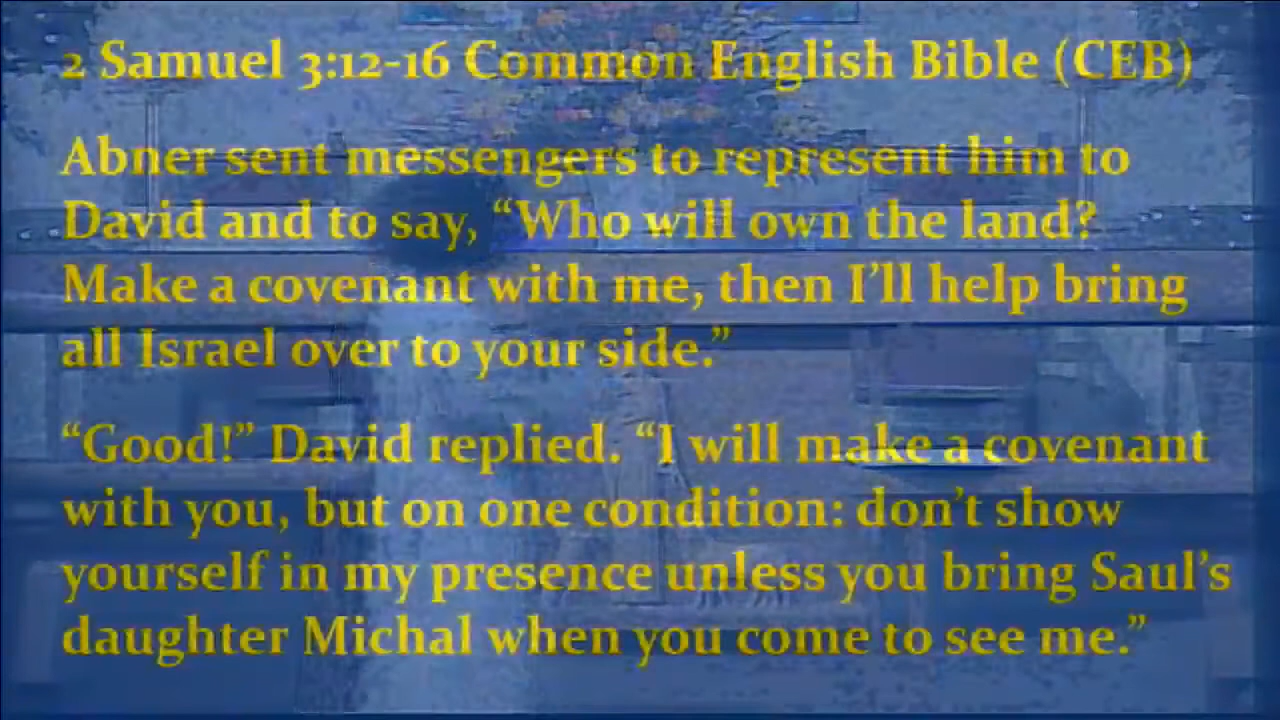 2 Samuel 3:12-16 Common English Bible (CEB)
Abner sent messengers to represent him to
David and to say, “Who will own the land?
Make a covenant with me, then I’ll help bring
all Israel over to your side.”
“Good!” David replied. “I will make a covenant
with you, but on one condition: don’t show
yourself in my presence unless you bring Saul’s
daughter Michal when you come to see me.”